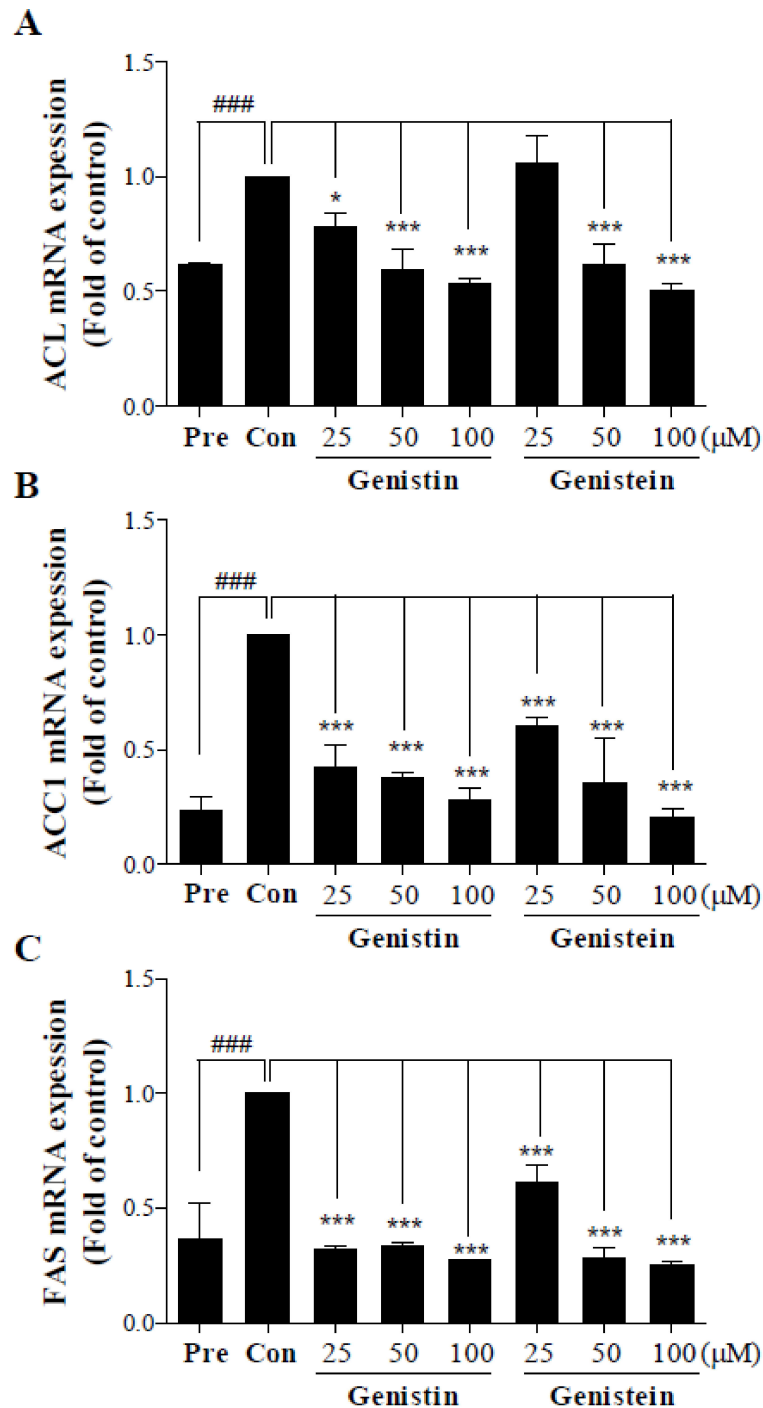 A
ACL mRNA expession
(Fold of control)
1.5
1.0
0.5
0.0
###
*
***
***
***
***
Pre Con 25 50 100 25 50 100 (μM)
Genistin Genistein
B
ACC1 mRNA expession
(Fold of control)
1.5
1.0
0.5
0.0
###
***
***
***
***
***
***
Pre Con 25 50 100 25 50 100 (μM)
Genistin Genistein
C
FAS mRNA expession
(Fold of control)
1.5
1.0
0.5
0.0
###
***
***
***
***
***
***
Pre Con 25 50 100 25 50 100 (μM)
Genistin Genistein